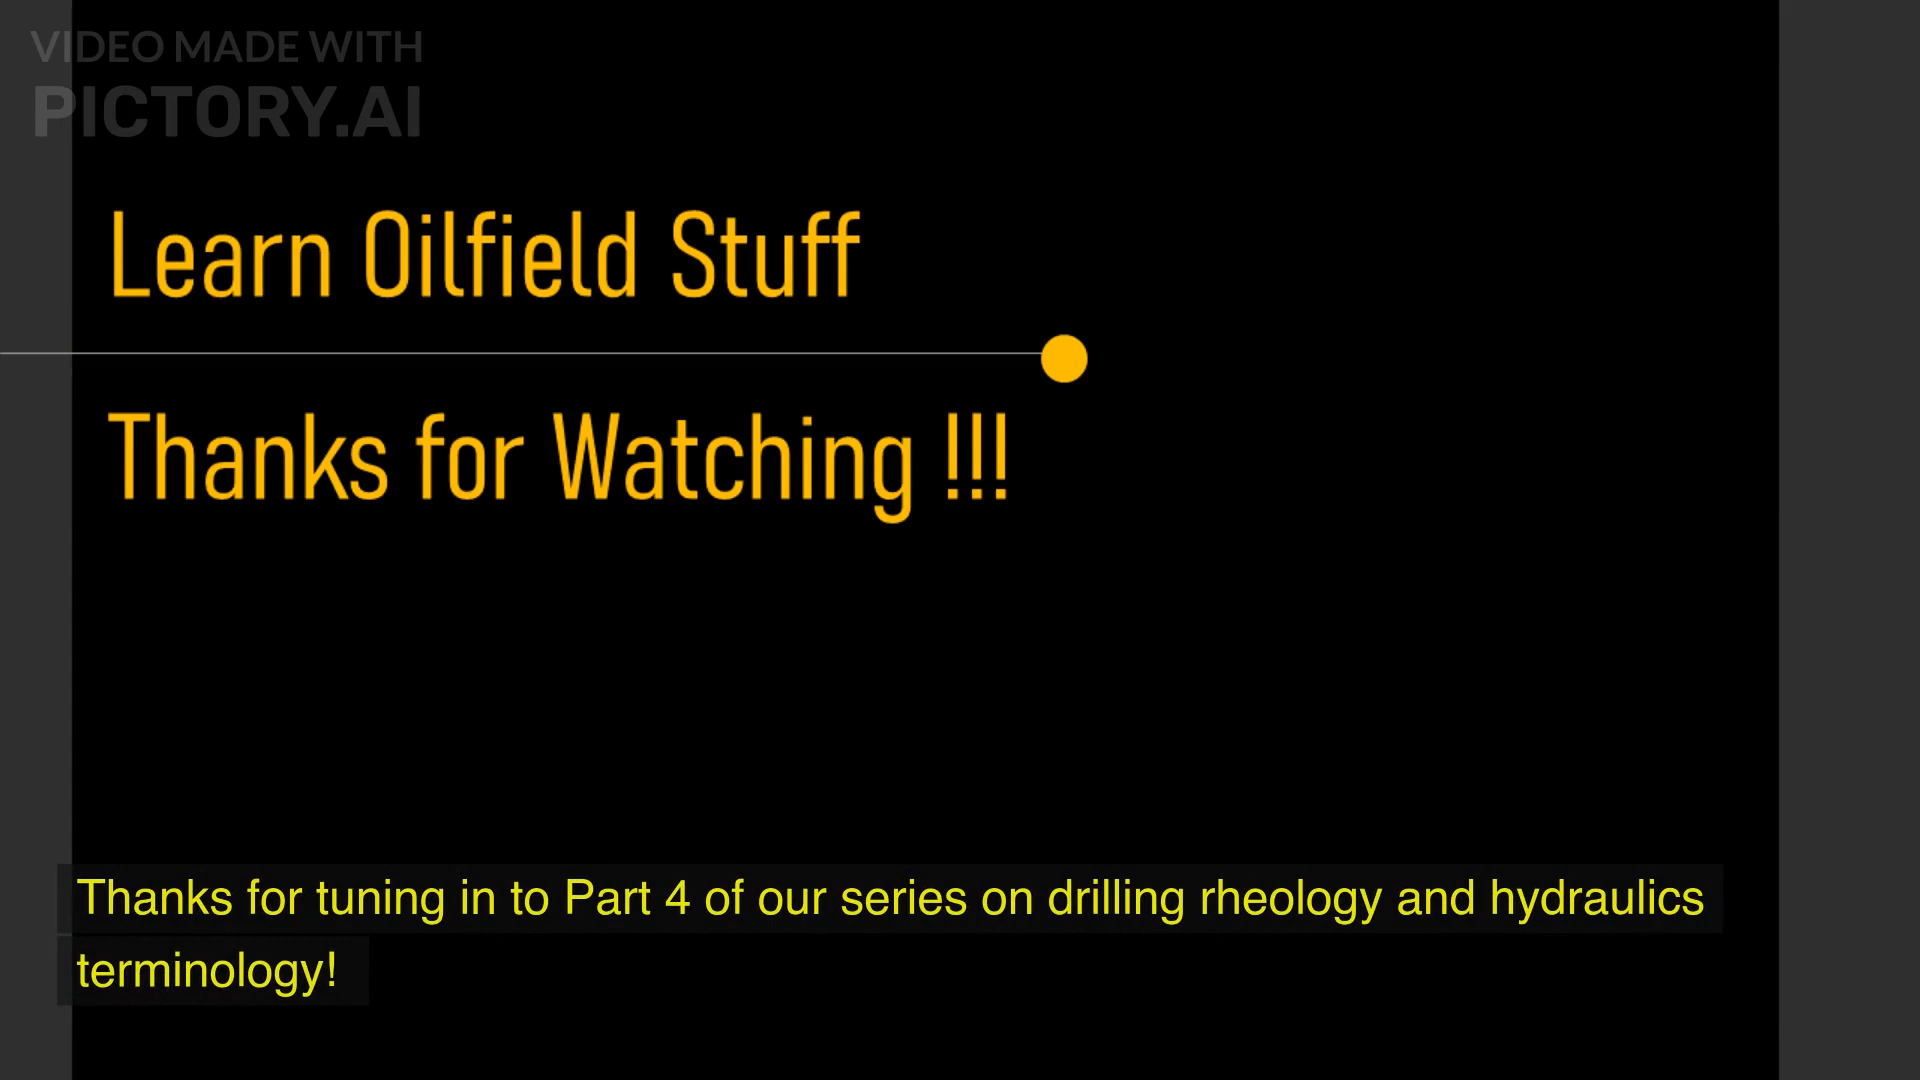 VIDEO MADE WITH
PICTORY.AI
Learn Oilfield Stuff
Thanks for Watching !!!
Thanks for tuning in to Part 4 of our series on drilling rheology and hydraulics
terminology!